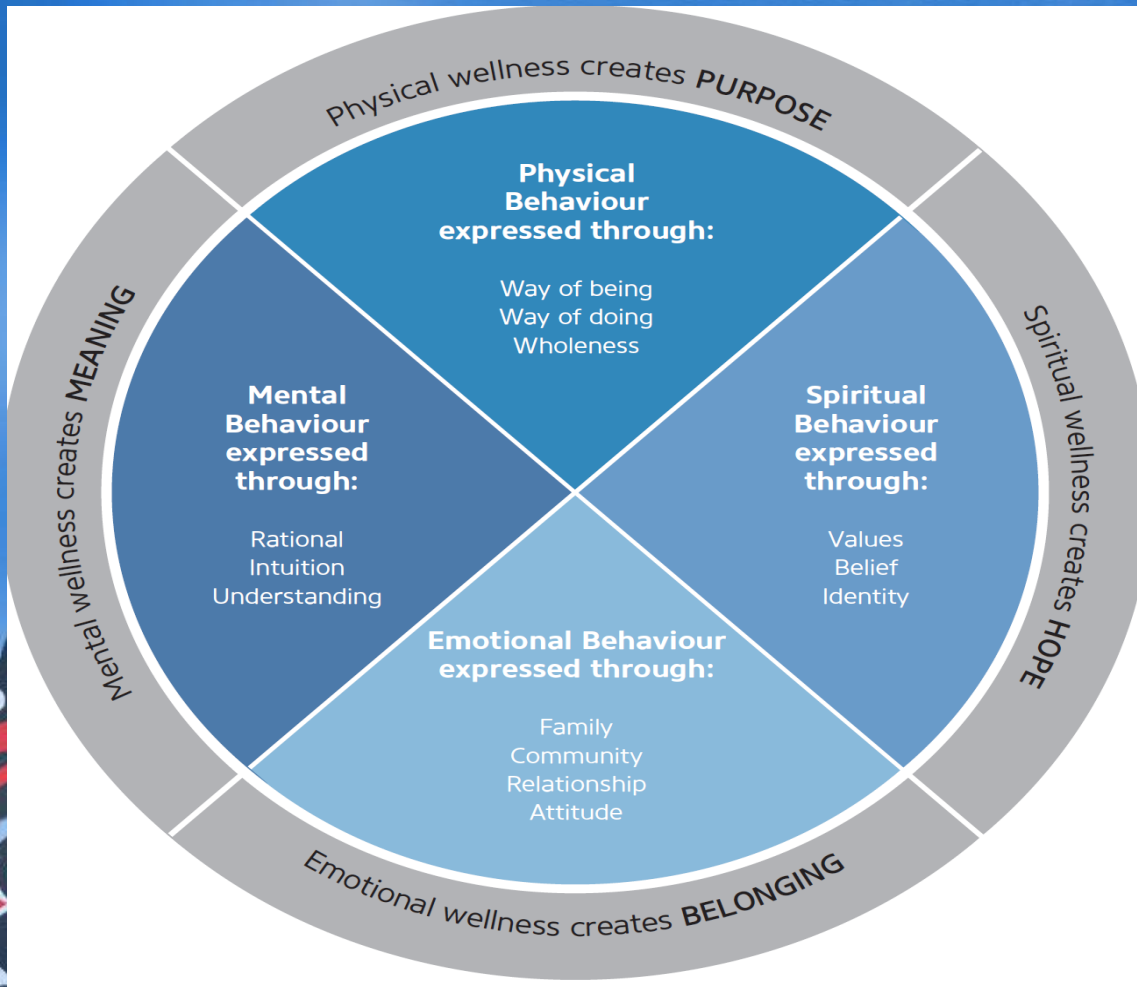 Physical wellness creates PURPOSE
Physical
Behaviour
expressed through:
Way of being
Way of doing
Wholeness
Mental wellness creates MEANING
Mental
Behaviour
expressed
through:
Rational
Intuition
Understanding
Spiritual
Behaviour
expressed
through:
Values
Belief
Identity
Spiritual wellness creates HOPE
Emotional Behaviour
expressed through:
Family
Community
Relationship
Attitude
Emotional wellness creates BELONGING